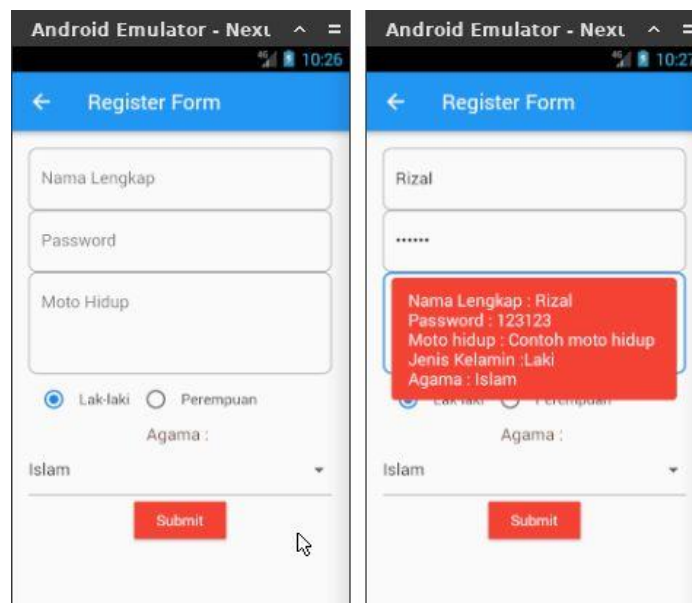 Android Emulator - Nexu
10:26
Register Form
Nama Lengkap
Password
Moto Hidup
Lak-laki Perempuan
Agama :
Islam
Submit
Android Emulator - Nexu
10:27
Register Form
Rizal
••••••
Nama Lengkap : Rizal
Password : 123123
Moto hidup : Contoh moto hidup
Jenis Kelamin :Laki
Agama : Islam
Agama :
Islam
Submit